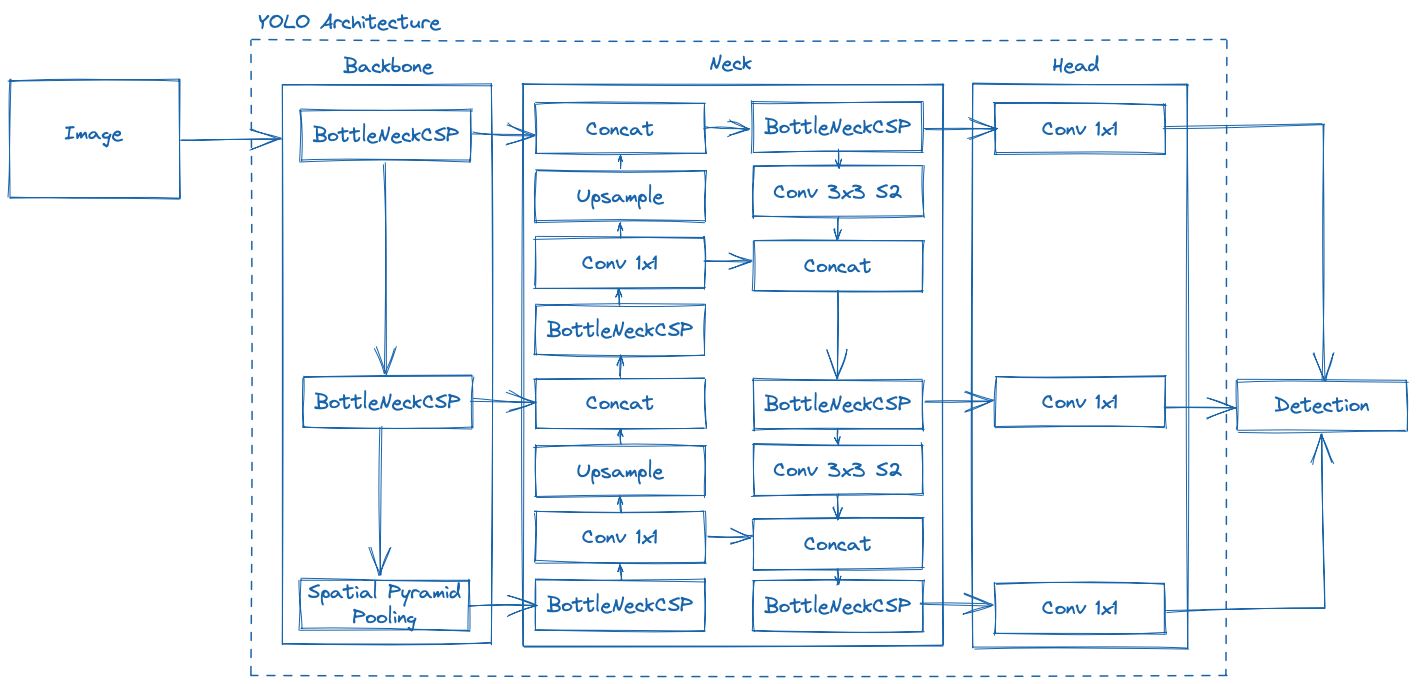 YOLO Architecture
Backbone
Neck
Head
Image
BottleNeckCSP
BottleNeckCSP
Spatial Pyramid
Pooling
Concat
Upsample
Conv 1x1
BottleNeckCSP
Concat
Upsample
Conv 1x1
BottleNeckCSP
BottleNeckCSP
Conv 3x3 S2
Concat
BottleNeckCSP
Conv 3x3 S2
Concat
BottleNeckCSP
Conv 1x1
Conv 1x1
Conv 1x1
Detection